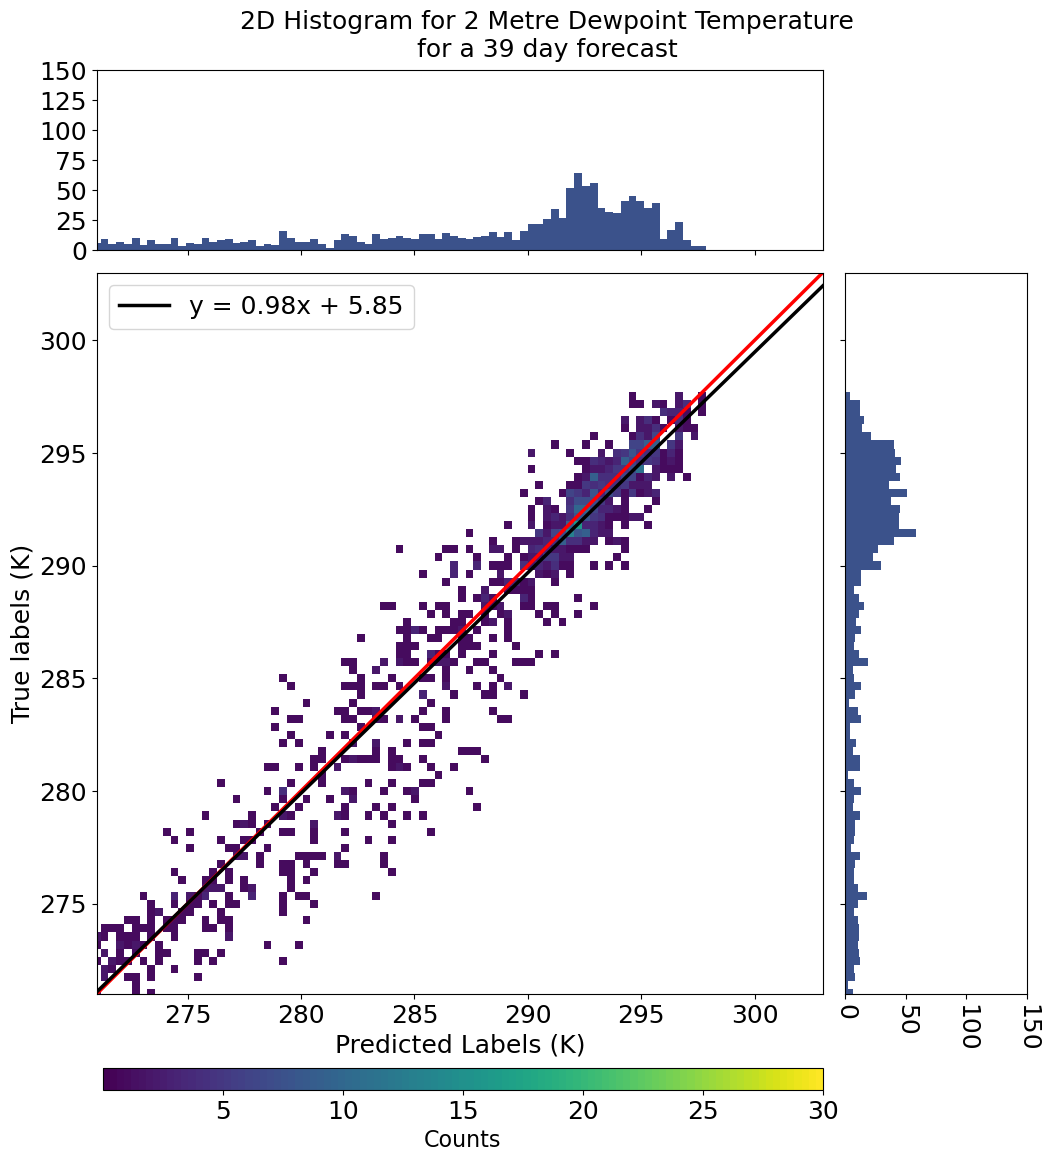 2D Histogram for 2 Metre Dewpoint Temperature
for a 39 day forecast
150
125
100
75
50
25
0
y = 0.98x + 5.85
300
295
290
285
280
275
True labels (K)
275 280 285 290 295 300
Predicted Labels (K)
0 50 100 150
5 10 15 20 25 30
Counts